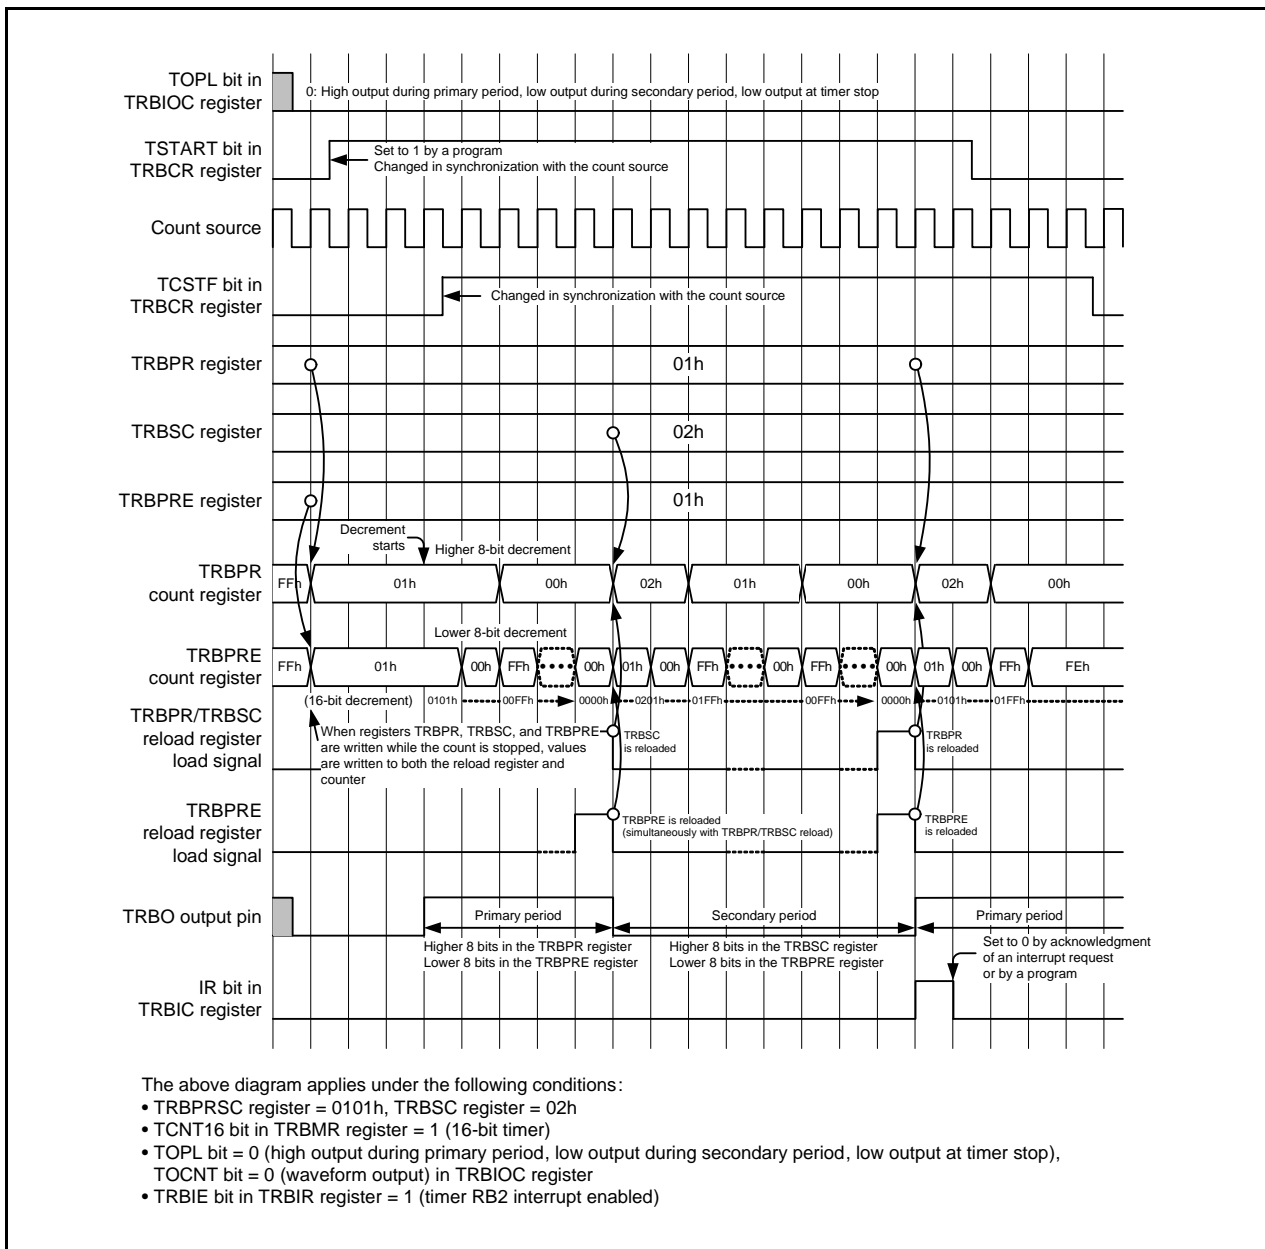 TOPL bit in
TRBIOC register
0: High output during primary period, low output during secondary period, low output at timer stop
TSTART bit in
TRBCR register
Set to 1 by a program
Changed in synchronization with the count source
Count source
TCSTF bit in
TRBCR register
Changed in synchronization with the count source
TRBPR register
01h
TRBSC register
02h
TRBPRE register
01h
Decrement
starts
Higher 8-bit decrement
TRBPR
count register
FFh 01h 00h 02h 01h 00h 02h 00h
Lower 8-bit decrement
TRBPRE
count register
FFh 01h 00h FFh 00h 01h 00h FFh 00h FFh 00h 01h 00h FFh FEh
(16-bit decrement) 0101h 00FFh 0000h 0201h 01FFh 00FFh 0000h 0101h 01FFh
TRBPR/TRBSC
reload register
load signal
When registers TRBPR, TRBSC, and TRBPRE
are written while the count is stopped, values
are written to both the reload register and
counter
TRBSC
is reloaded
TRBPR
is reloaded
TRBPRE
reload register
load signal
TRBPRE is reloaded
(simultaneously with TRBPR/TRBSC reload)
TRBPRE
is reloaded
TRBO output pin
Primary period
Secondary period
Primary period
Higher 8 bits in the TRBPR register
Lower 8 bits in the TRBPRE register
Higher 8 bits in the TRBSC register
Lower 8 bits in the TRBPRE register
Set to 0 by acknowledgment
of an interrupt request
or by a program
IR bit in
TRBIC register
The above diagram applies under the following conditions:
• TRBPRSC register = 0101h, TRBSC register = 02h
• TCNT16 bit in TRBMR register = 1 (16-bit timer)
• TOPL bit = 0 (high output during primary period, low output during secondary period, low output at timer stop),
TOCNT bit = 0 (waveform output) in TRBIOC register
• TRBIE bit in TRBIR register = 1 (timer RB2 interrupt enabled)